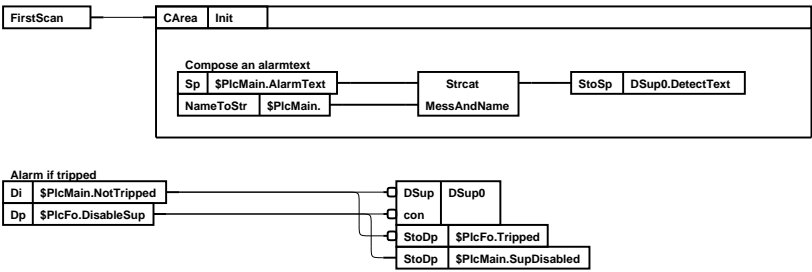 FirstScan CArea Init
Compose an alarmtext
Sp $PlcMain.AlarmText Strcat StoSp DSup0.DetectText
NameToStr $PlcMain. MessAndName
Alarm if tripped
Di $PlcMain.NotTripped DSup DSup0
Dp $PlcFo.DisableSup con
StoDp $PlcFo.Tripped
StoDp $PlcMain.SupDisabled